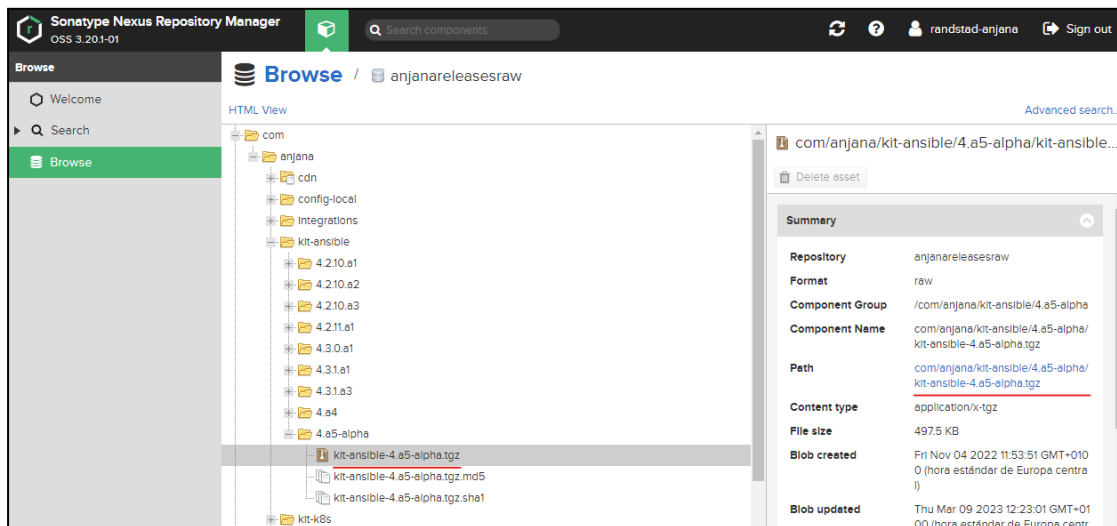 Sonatype Nexus Repository Manager
OSS 3.20.1-01
Search components
randstad-anjana
Sign out
Browse
Welcome
Search
Browse
Browse / anjanareleasesraw
HTML View
Advanced search...
com
anjana
cdn
config-local
integrations
kit-ansible
4.2.10.a1
4.2.10.a2
4.2.10.a3
4.2.11.a1
4.3.0.a1
4.3.1.a1
4.3.1.a3
4.a4
4.a5-alpha
kit-ansible-4.a5-alpha.tgz
kit-ansible-4.a5-alpha.tgz.md5
kit-ansible-4.a5-alpha.tgz.sha1
kit-k8s
com/anjana/kit-ansible/4.a5-alpha/kit-ansible...
Delete asset
Summary
Repository anjanareleasesraw
Format raw
Component Group /com/anjana/kit-ansible/4.a5-alpha
Component Name com/anjana/kit-ansible/4.a5-alpha/
kit-ansible-4.a5-alpha.tgz
Path com/anjana/kit-ansible/4.a5-alpha/
kit-ansible-4.a5-alpha.tgz
Content type application/x-tgz
File size 497.5 KB
Blob created Fri Nov 04 2022 11:53:51 GMT+010
0 (hora estándar de Europa centra
l)
Blob updated Thu Mar 09 2023 12:23:01 GMT+01
00 (hora estándar de Europa centr